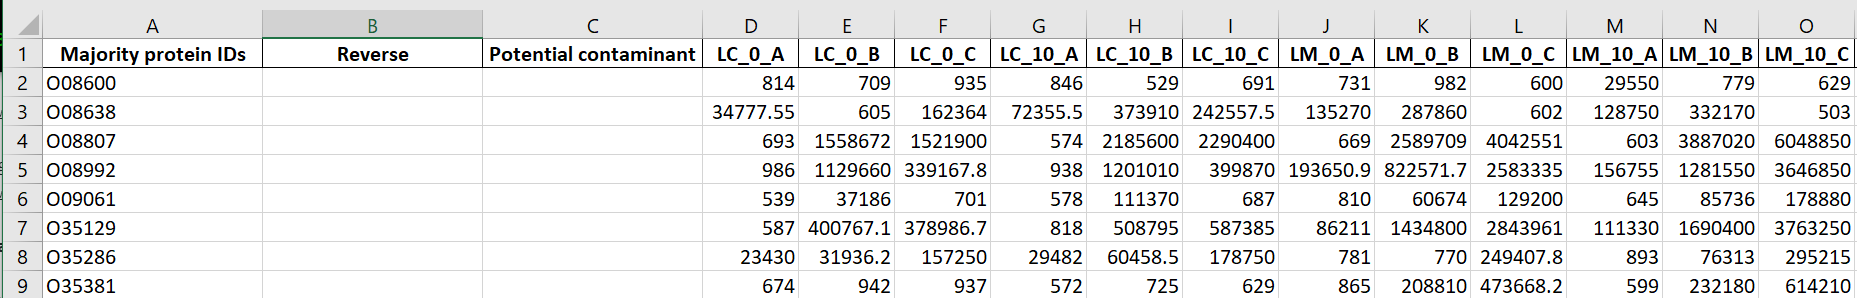 A B C D E F G H I J K L M N O
1 Majority protein IDs Reverse Potential contaminant LC_0_A LC_0_B LC_0_C LC_10_A LC_10_B LC_10_C LM_0_A LM_0_B LM_0_C LM_10_A LM_10_B LM_10_C
2 O08600 814 709 935 846 529 691 731 982 600 29550 779 629
3 O08638 34777.55 605 162364 72355.5 373910 242557.5 135270 287860 602 128750 332170 503
4 O08807 693 1558672 1521900 574 2185600 2290400 669 2589709 4042551 603 3887020 6048850
5 O08992 986 1129660 339167.8 938 1201010 399870 193650.9 822571.7 2583335 156755 1281550 3646850
6 O09061 539 37186 701 578 111370 687 810 60674 129200 645 85736 178880
7 O35129 587 400767.1 378986.7 818 508795 587385 86211 1434800 2843961 111330 1690400 3763250
8 O35286 23430 31936.2 157250 29482 60458.5 178750 781 770 249407.8 893 76313 295215
9 O35381 674 942 937 572 725 629 865 208810 473668.2 599 232180 614210